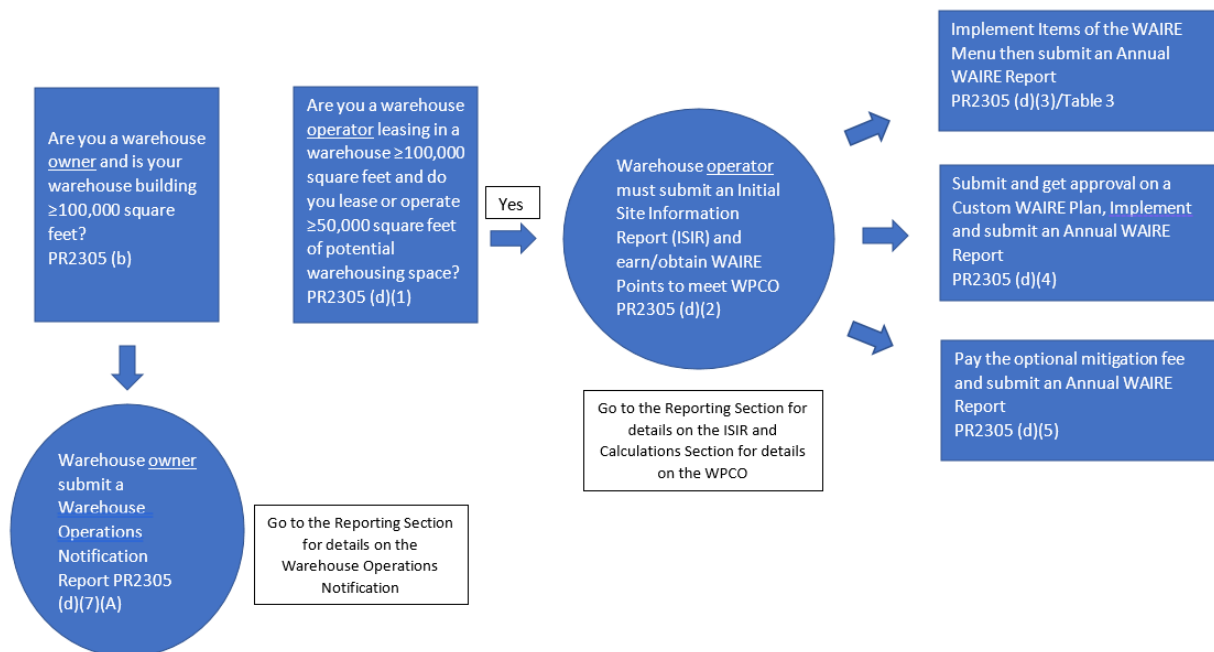 Are you a warehouse
owner and is your
warehouse building
≥100,000 square
feet?
PR2305 (b)
Are you a warehouse
operator leasing in a
warehouse ≥100,000
square feet and do
you lease or operate
≥50,000 square feet
of potential
warehousing space?
PR2305 (d)(1)
Yes
Warehouse operator
must submit an Initial
Site Information
Report (ISIR) and
earn/obtain WAIRE
Points to meet WPCO
PR2305 (d)(2)
Implement Items of the WAIRE
Menu then submit an Annual
WAIRE Report
PR2305 (d)(3)/Table 3
Submit and get approval on a
Custom WAIRE Plan, Implement
and submit an Annual WAIRE
Report
PR2305 (d)(4)
Pay the optional mitigation fee
and submit an Annual WAIRE
Report
PR2305 (d)(5)
Go to the Reporting Section for
details on the ISIR and
Calculations Section for details
on the WPCO
Warehouse owner
submit a
Warehouse
Operations
Notification
Report PR2305
(d)(7)(A)
Go to the Reporting Section
for details on the
Warehouse Operations
Notification